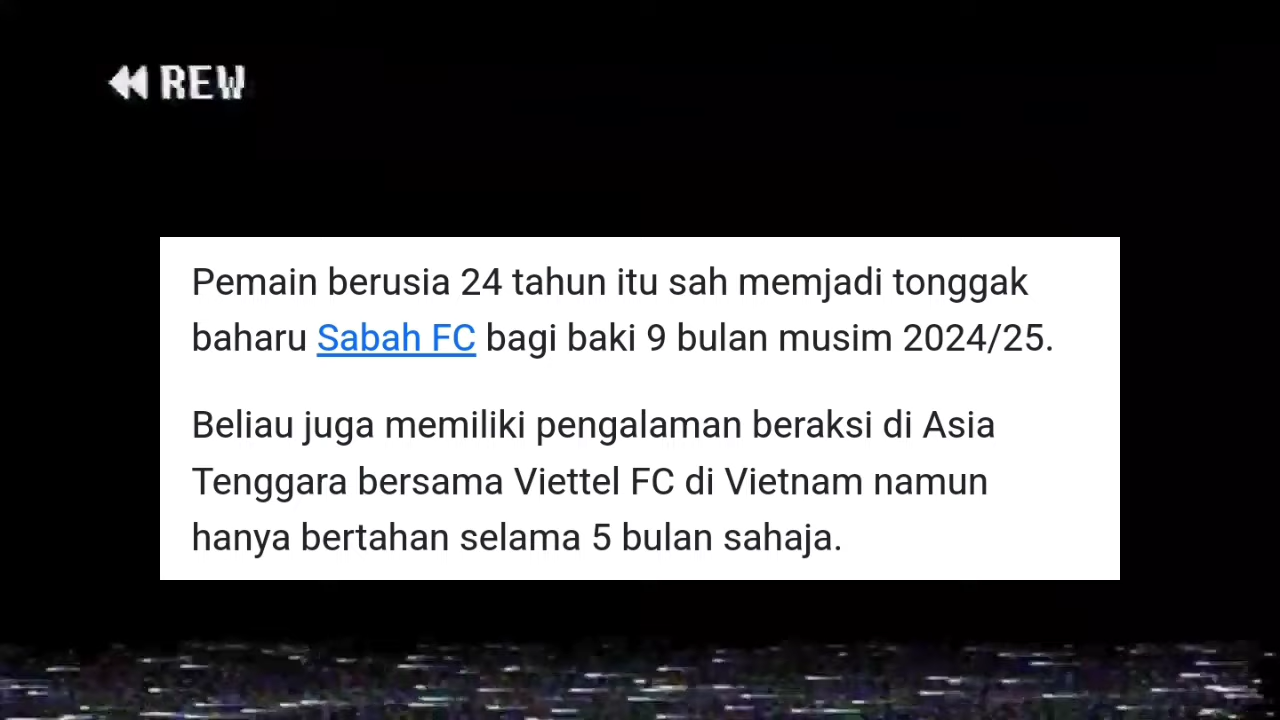 REW
Pemain berusia 24 tahun itu sah memjadi tonggak
baharu Sabah FC bagi baki 9 bulan musim 2024/25.
Beliau juga memiliki pengalaman beraksi di Asia
Tenggara bersama Viettel FC di Vietnam namun
hanya bertahan selama 5 bulan sahaja.